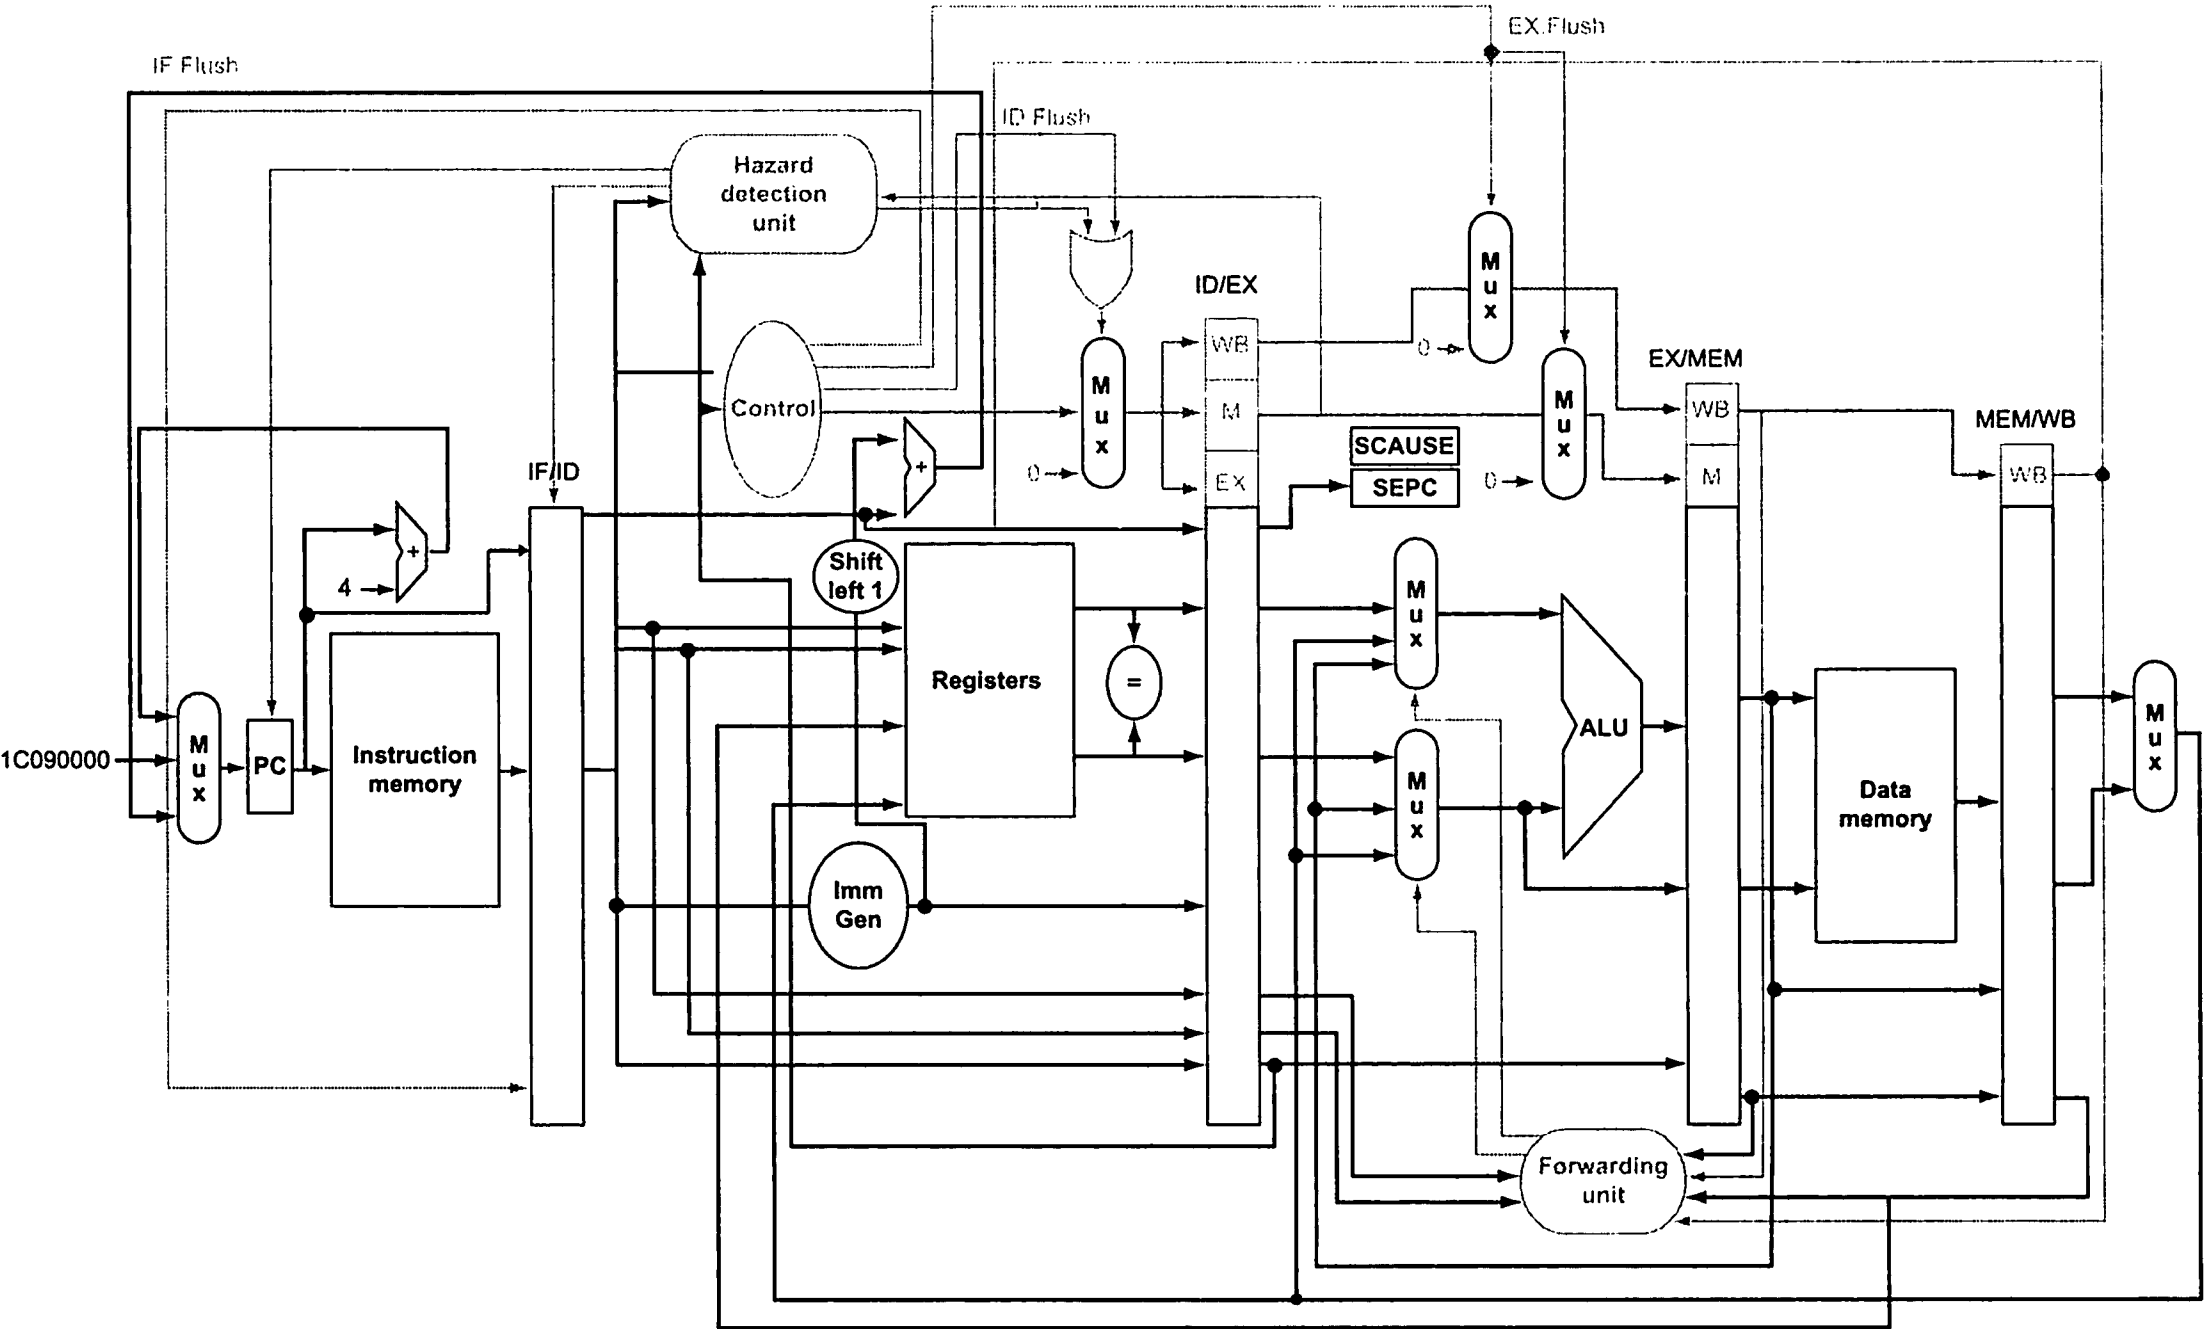 EX.Flush
IF.Flush
ID.Flush
Hazard
detection
unit
Mux
ID/EX
WB
0
EX/MEM
Mux
Control
Mux
M
WB
MEM/WB
SCAUSE
IF/ID
0
EX
SEPC
0
M
WB
+
+
4
Shift
left 1
Mux
Registers
=
Mux
ALU
Mux
1C090000
Mux
PC
Instruction
memory
Data
memory
Imm
Gen
Forwarding
unit